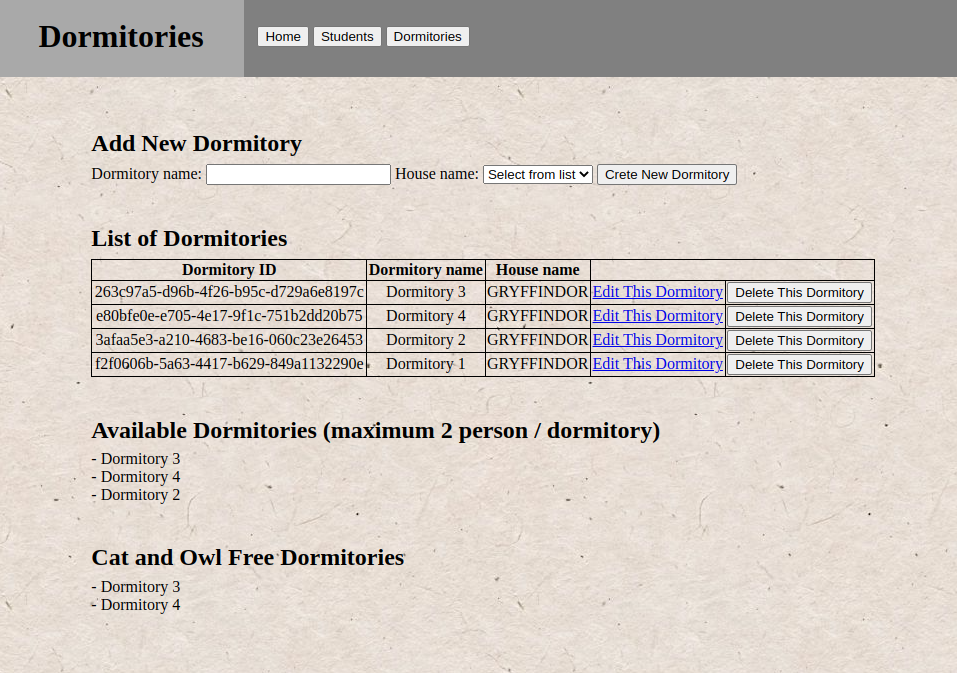 Dormitories
Home Students Dormitories
Add New Dormitory
Dormitory name: House name: Select from list Crete New Dormitory
List of Dormitories
Dormitory ID Dormitory name House name
263c97a5-d96b-4f26-b95c-d729a6e8197c Dormitory 3 GRYFFINDOR Edit This Dormitory Delete This Dormitory
e80bfe0e-e705-4e17-9f1c-751b2dd20b75 Dormitory 4 GRYFFINDOR Edit This Dormitory Delete This Dormitory
3afaa5e3-a210-4683-be16-060c23e26453 Dormitory 2 GRYFFINDOR Edit This Dormitory Delete This Dormitory
f2f0606b-5a63-4417-b629-849a1132290e Dormitory 1 GRYFFINDOR Edit This Dormitory Delete This Dormitory
Available Dormitories (maximum 2 person / dormitory)
- Dormitory 3
- Dormitory 4
- Dormitory 2
Cat and Owl Free Dormitories
- Dormitory 3
- Dormitory 4